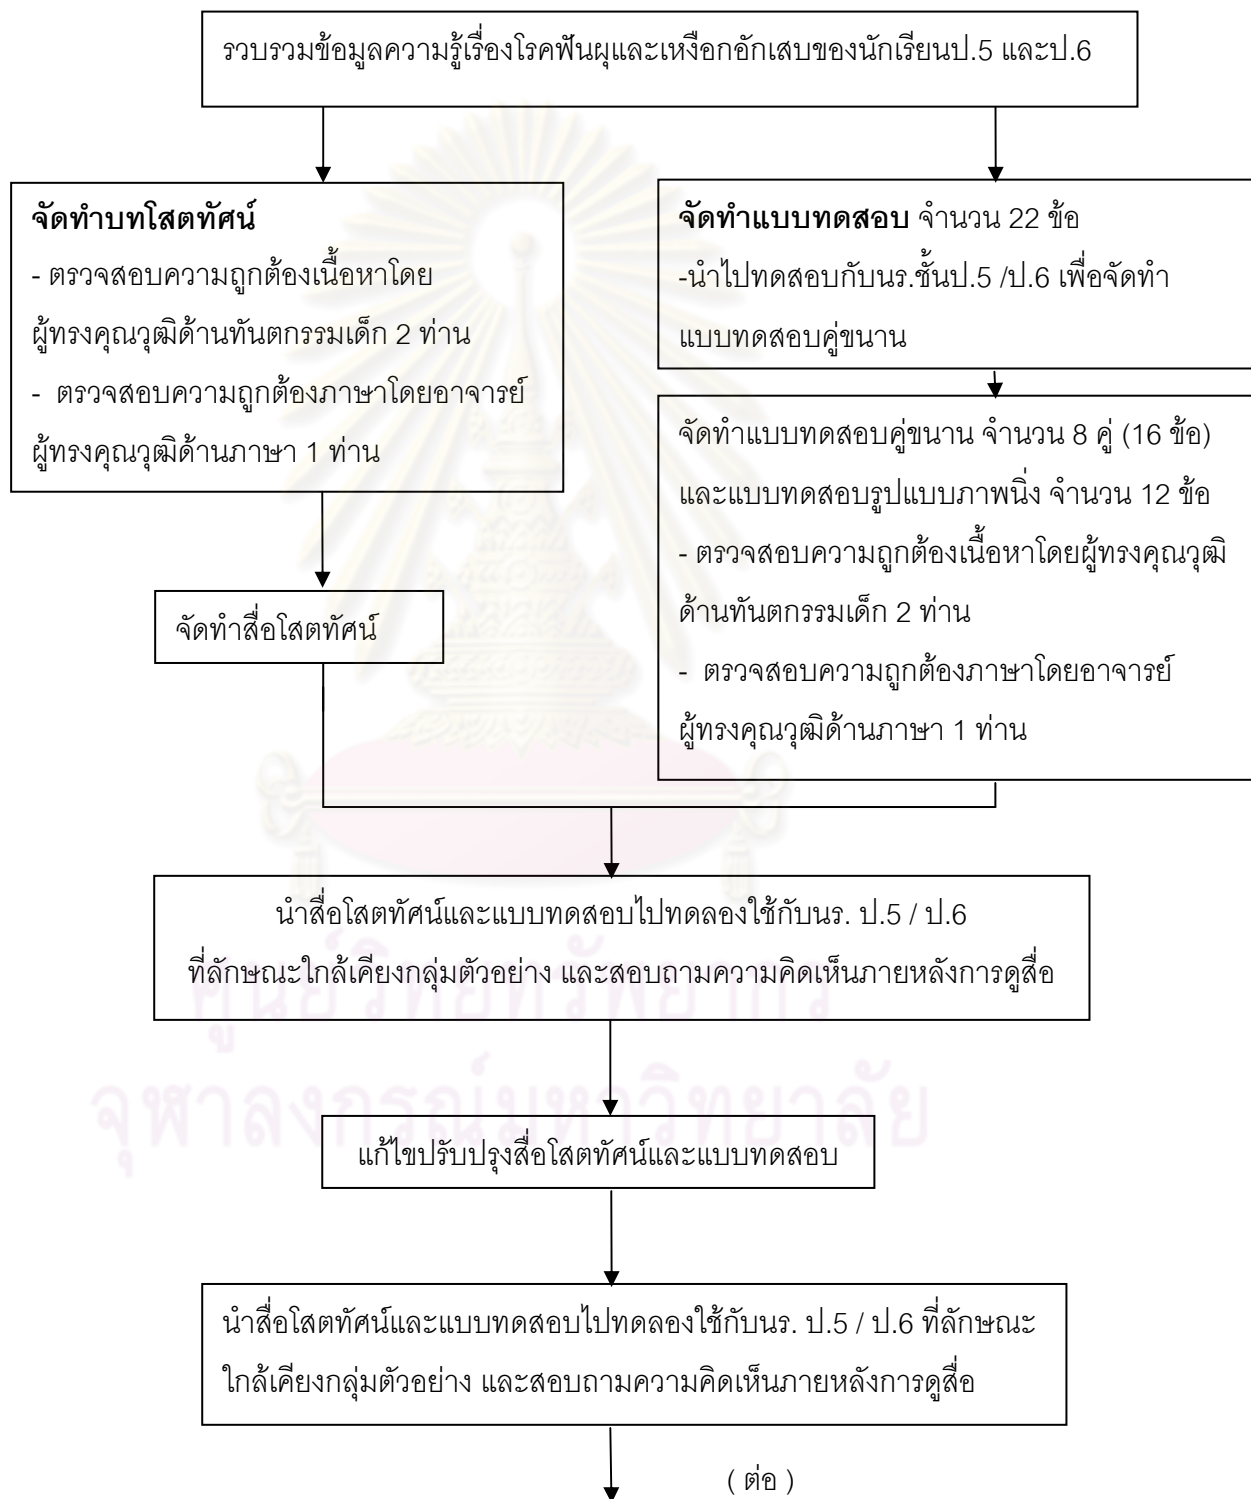 รวบรวมข้อมูลความรู้เรื่องโรคฟันผุและเหงือกอักเสบของนักเรียนป.5 และป.6
จัดทำบทโสตทัศน์
- ตรวจสอบความถูกต้องเนื้อหาโดย
ผู้ทรงคุณวุฒิด้านทันตกรรมเด็ก 2 ท่าน
- ตรวจสอบความถูกต้องภาษาโดยอาจารย์
ผู้ทรงคุณวุฒิด้านภาษา 1 ท่าน
จัดทำแบบทดสอบ จำนวน 22 ข้อ
-นำไปทดสอบกับนร.ชั้นป.5 /ป.6 เพื่อจัดทำ
แบบทดสอบคู่ขนาน
จัดทำแบบทดสอบคู่ขนาน จำนวน 8 คู่ (16 ข้อ)
และแบบทดสอบรูปแบบภาพนิ่ง จำนวน 12 ข้อ
- ตรวจสอบความถูกต้องเนื้อหาโดยผู้ทรงคุณวุฒิ
ด้านทันตกรรมเด็ก 2 ท่าน
- ตรวจสอบความถูกต้องภาษาโดยอาจารย์
ผู้ทรงคุณวุฒิด้านภาษา 1 ท่าน
จัดทำสื่อโสตทัศน์
นำสื่อโสตทัศน์และแบบทดสอบไปทดลองใช้กับนร. ป.5 / ป.6
ที่ลักษณะใกล้เคียงกลุ่มตัวอย่าง และสอบถามความคิดเห็นภายหลังการดูสื่อ
ศูนย์วิทยทรัพยากร
จุฬาลงกรณ์มหาวิทยาลัย
แก้ไขปรับปรุงสื่อโสตทัศน์และแบบทดสอบ
นำสื่อโสตทัศน์และแบบทดสอบไปทดลองใช้กับนร. ป.5 / ป.6 ที่ลักษณะ
ใกล้เคียงกลุ่มตัวอย่าง และสอบถามความคิดเห็นภายหลังการดูสื่อ
( ต่อ )